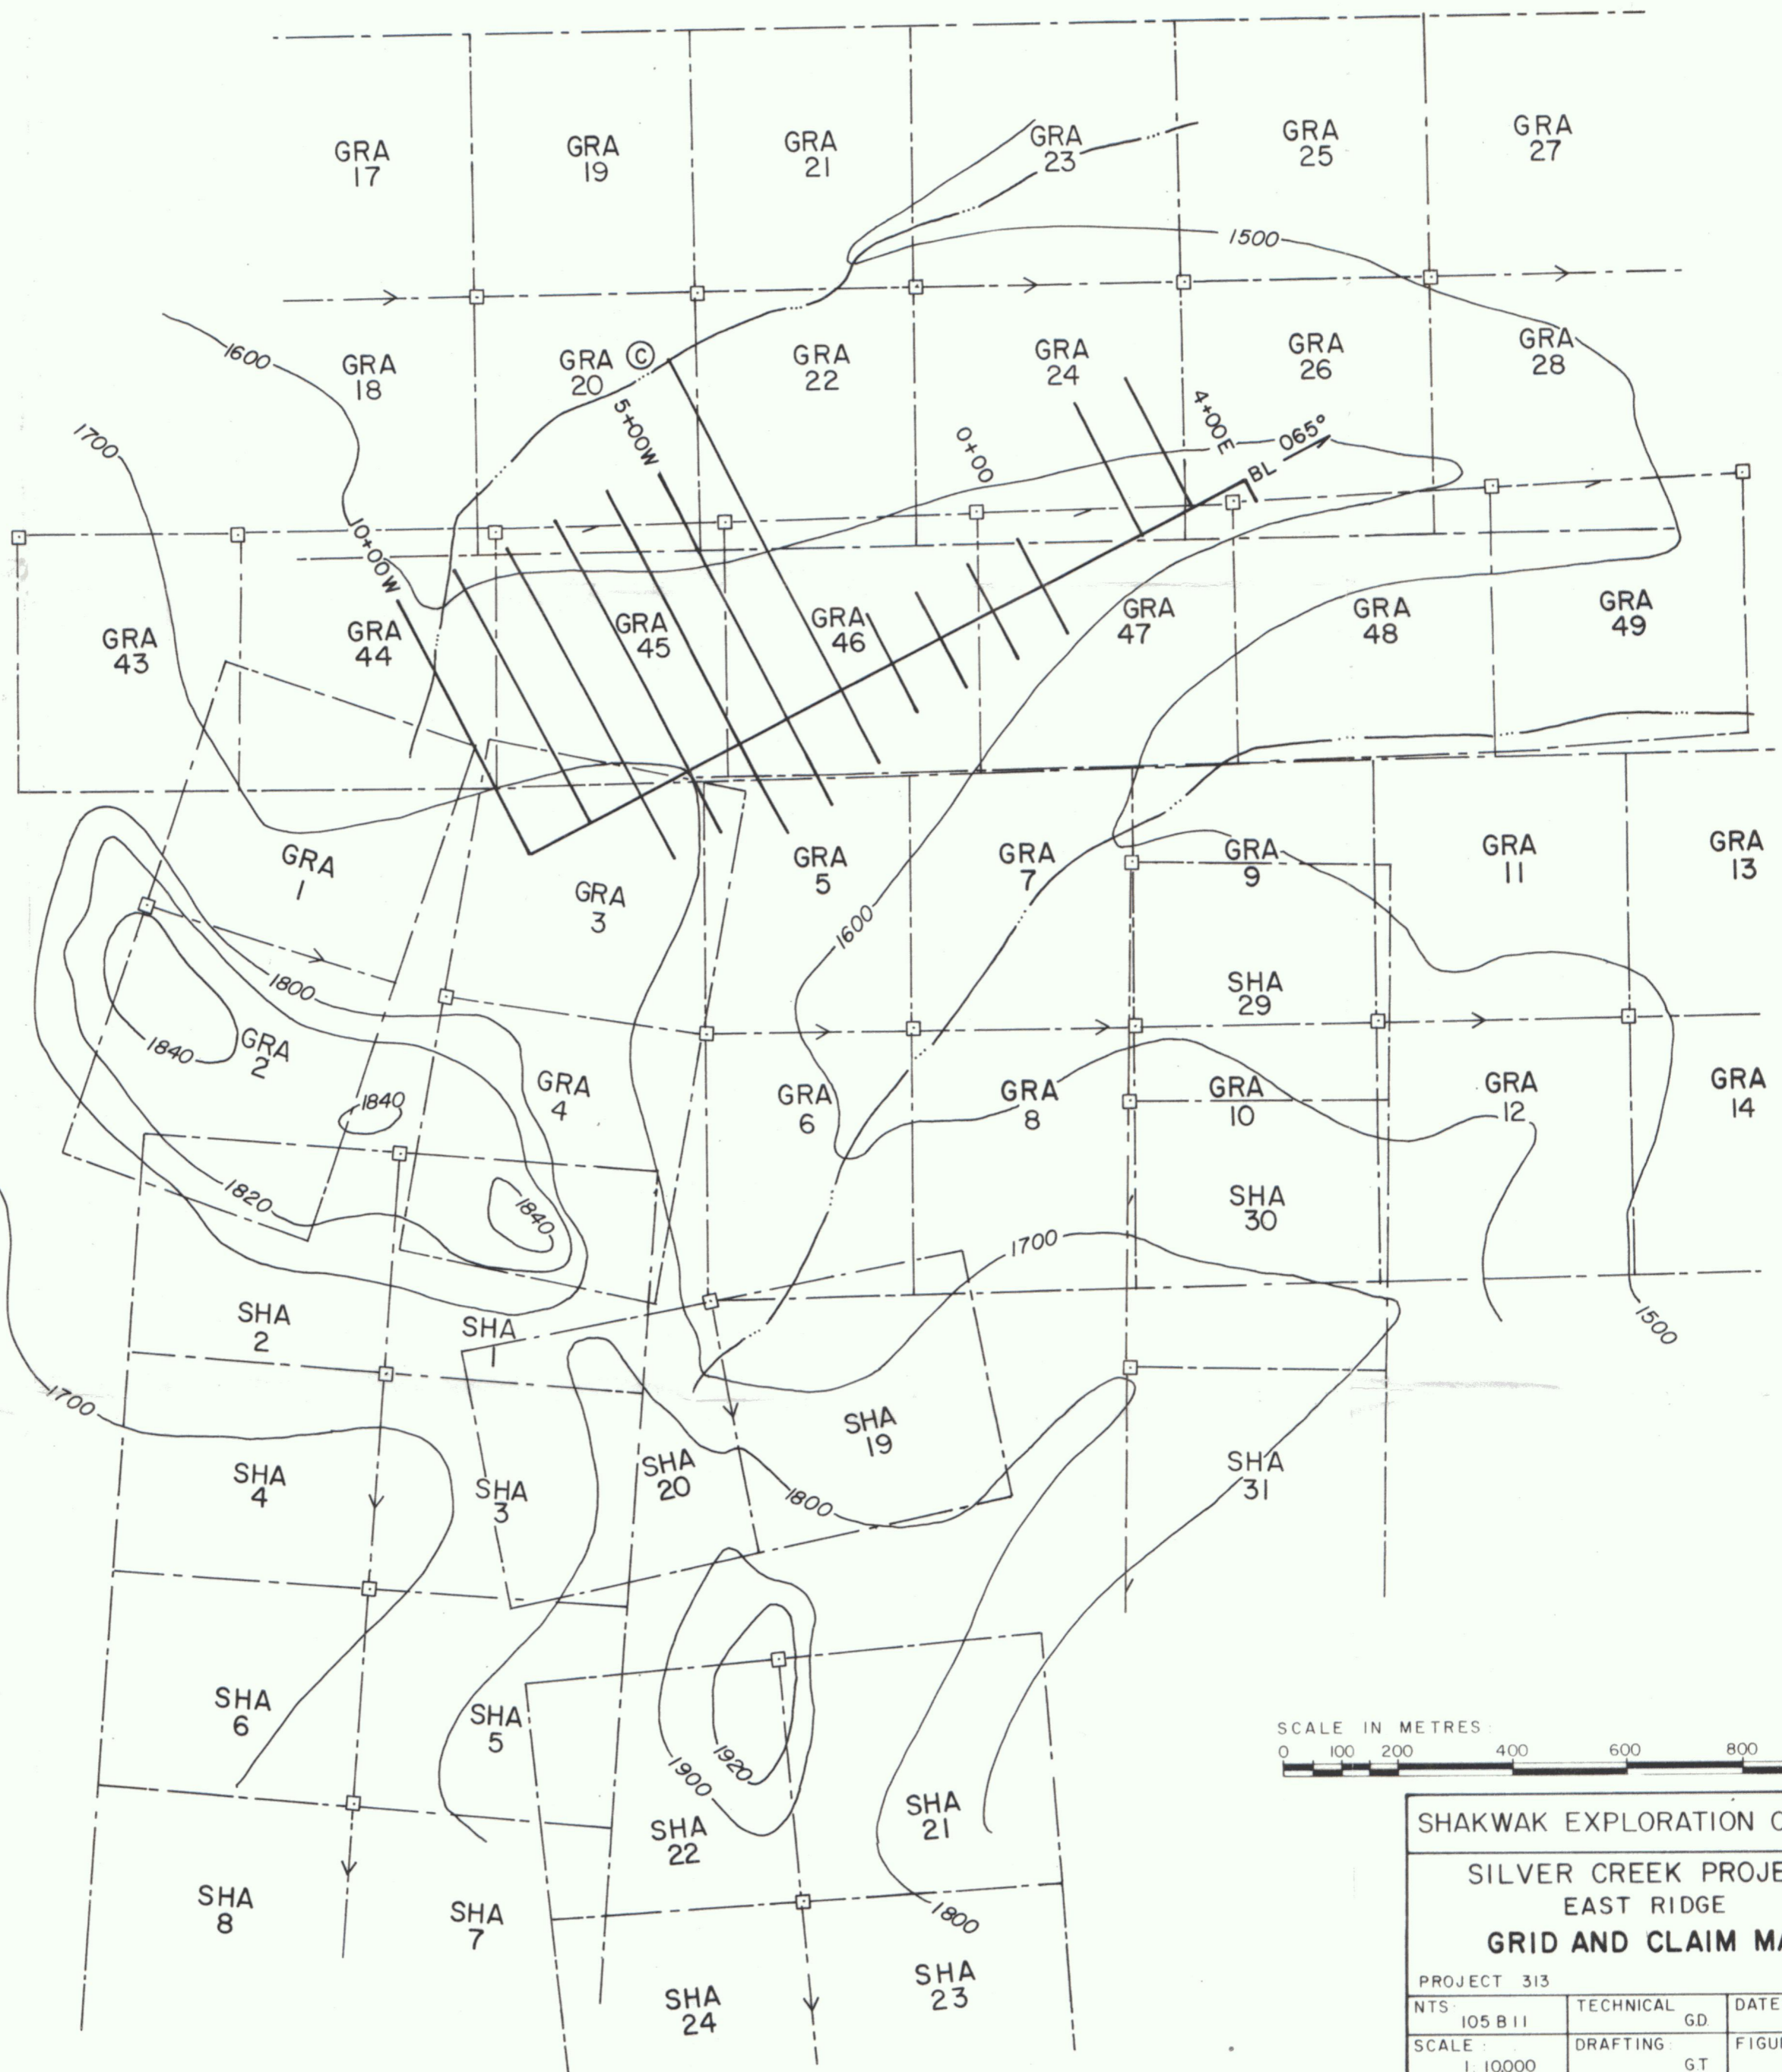 GRA
17
GRA
19
GRA
21
GRA
23
GRA
25
GRA
27
1500
1600
GRA
18
GRA
20
C
GRA
22
GRA
24
GRA
26
GRA
28
1700
5+00W
0+00
4+00E
BL 065°
10+00W
GRA
43
GRA
44
GRA
45
GRA
46
GRA
47
GRA
48
GRA
49
GRA
1
GRA
3
GRA
5
GRA
7
GRA
9
GRA
11
GRA
13
1600
1800
SHA
29
1840
GRA
2
1840
GRA
4
GRA
6
GRA
8
GRA
10
GRA
12
GRA
14
1820
1840
SHA
30
1700
1500
SHA
2
SHA
1
1700
SHA
19
SHA
4
SHA
3
SHA
20
1800
SHA
31
SHA
6
SHA
5
1920
1900
SHA
22
SHA
21
1800
SHA
8
SHA
7
SHA
24
SHA
23
SCALE IN METRES
0 100 200 400 600 800
SHAKWAK EXPLORATION
SILVER CREEK
EAST RIDGE
GRID AND CLAIM
PROJECT 313
NTS: 105 B 11
TECHNICAL G.D.
DATE
SCALE: 1:10000
DRAFTING: G.T.